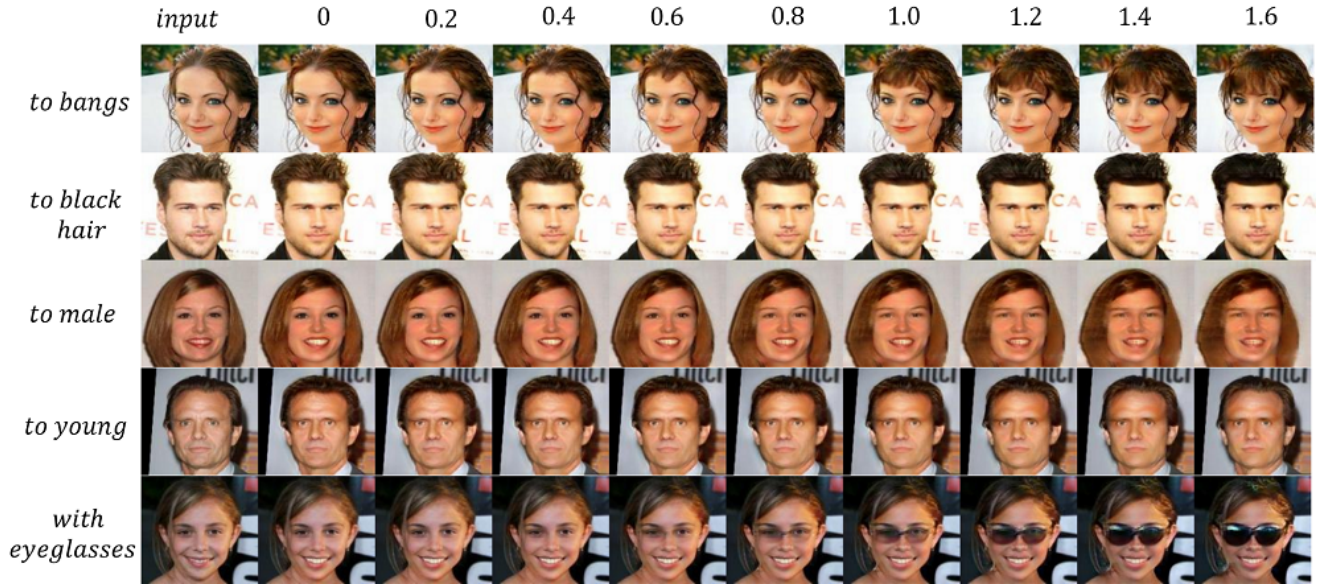 input 0 0.2 0.4 0.6 0.8 1.0 1.2 1.4 1.6
to bangs
to black
hair
to male
to young
with
eyeglasses